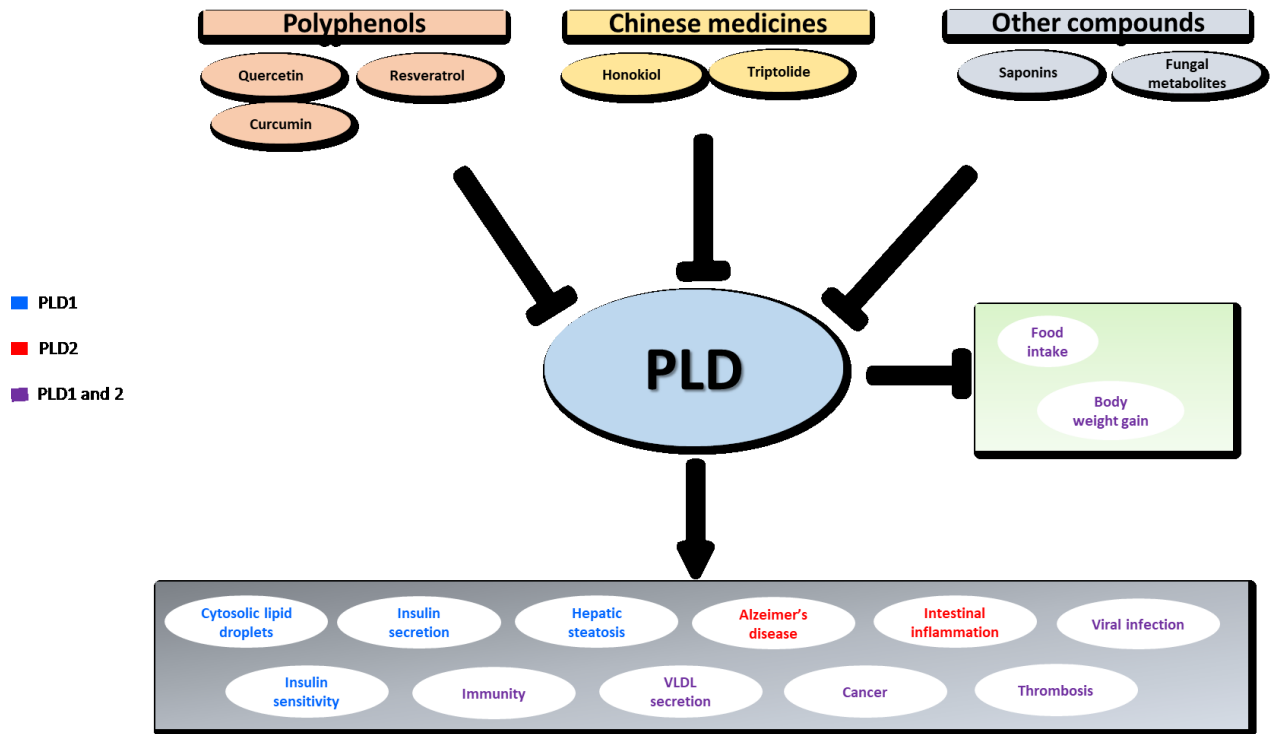 Polyphenols
Chinese medicines
Other compounds
Quercetin
Resveratrol
Curcumin
Honokiol
Triptolide
Saponins
Fungal
metabolites
PLD1
PLD2
PLD1 and 2
PLD
Food
intake
Body
weight gain
Cytosolic lipid
droplets
Insulin
secretion
Hepatic
steatosis
Alzeimer's
disease
Intestinal
inflammation
Viral infection
Insulin
sensitivity
Immunity
VLDL
secretion
Cancer
Thrombosis